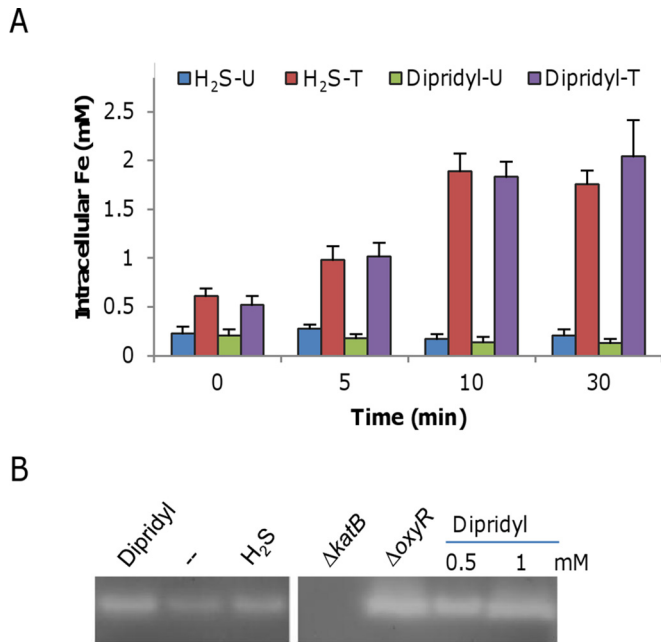 A
H₂S-U H₂S-T Dipridyl-U Dipridyl-T
Intracellular Fe (mM)
2.5
2
1.5
1
0.5
0
0 5 10 30
Time (min)
B
Dipridyl -- H₂S ΔkatB ΔoxyR Dipridyl
0.5 1 mM